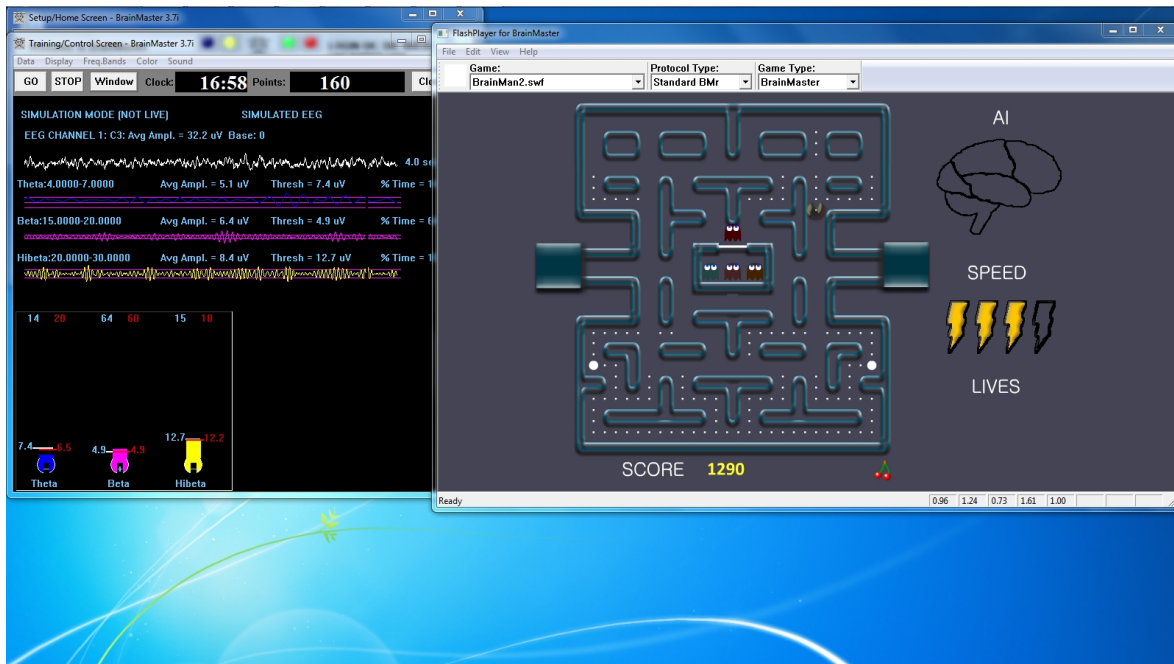 Setup/Home Screen - BrainMaster 3.7i
Training/Control Screen - BrainMaster 3.7i
Data Display Freq.Bands Color Sound
GO STOP Window Clock: 16:58 Points: 160
SIMULATION MODE (NOT LIVE) SIMULATED EEG
EEG CHANNEL 1: C3: Avg Ampl. = 32.2 uV Base: 0
4.0 se
Theta:4.0000-7.0000 Avg Ampl. = 5.1 uV Thresh = 7.4 uV % Time = 1
Beta:15.0000-20.0000 Avg Ampl. = 6.4 uV Thresh = 4.9 uV % Time = 6
Hibeta:20.0000-30.0000 Avg Ampl. = 8.4 uV Thresh = 12.7 uV % Time = 1
14 20 64 60 15 10
7.4 6.5 4.9 4.9 12.7 12.2
Theta Beta Hibeta
FlashPlayer for BrainMaster
File Edit View Help
Game: Protocol Type: Game Type:
BrainMan2.swf Standard BMr BrainMaster
AI
SPEED
LIVES
SCORE 1290
Ready 0.96 1.24 0.73 1.61 1.00